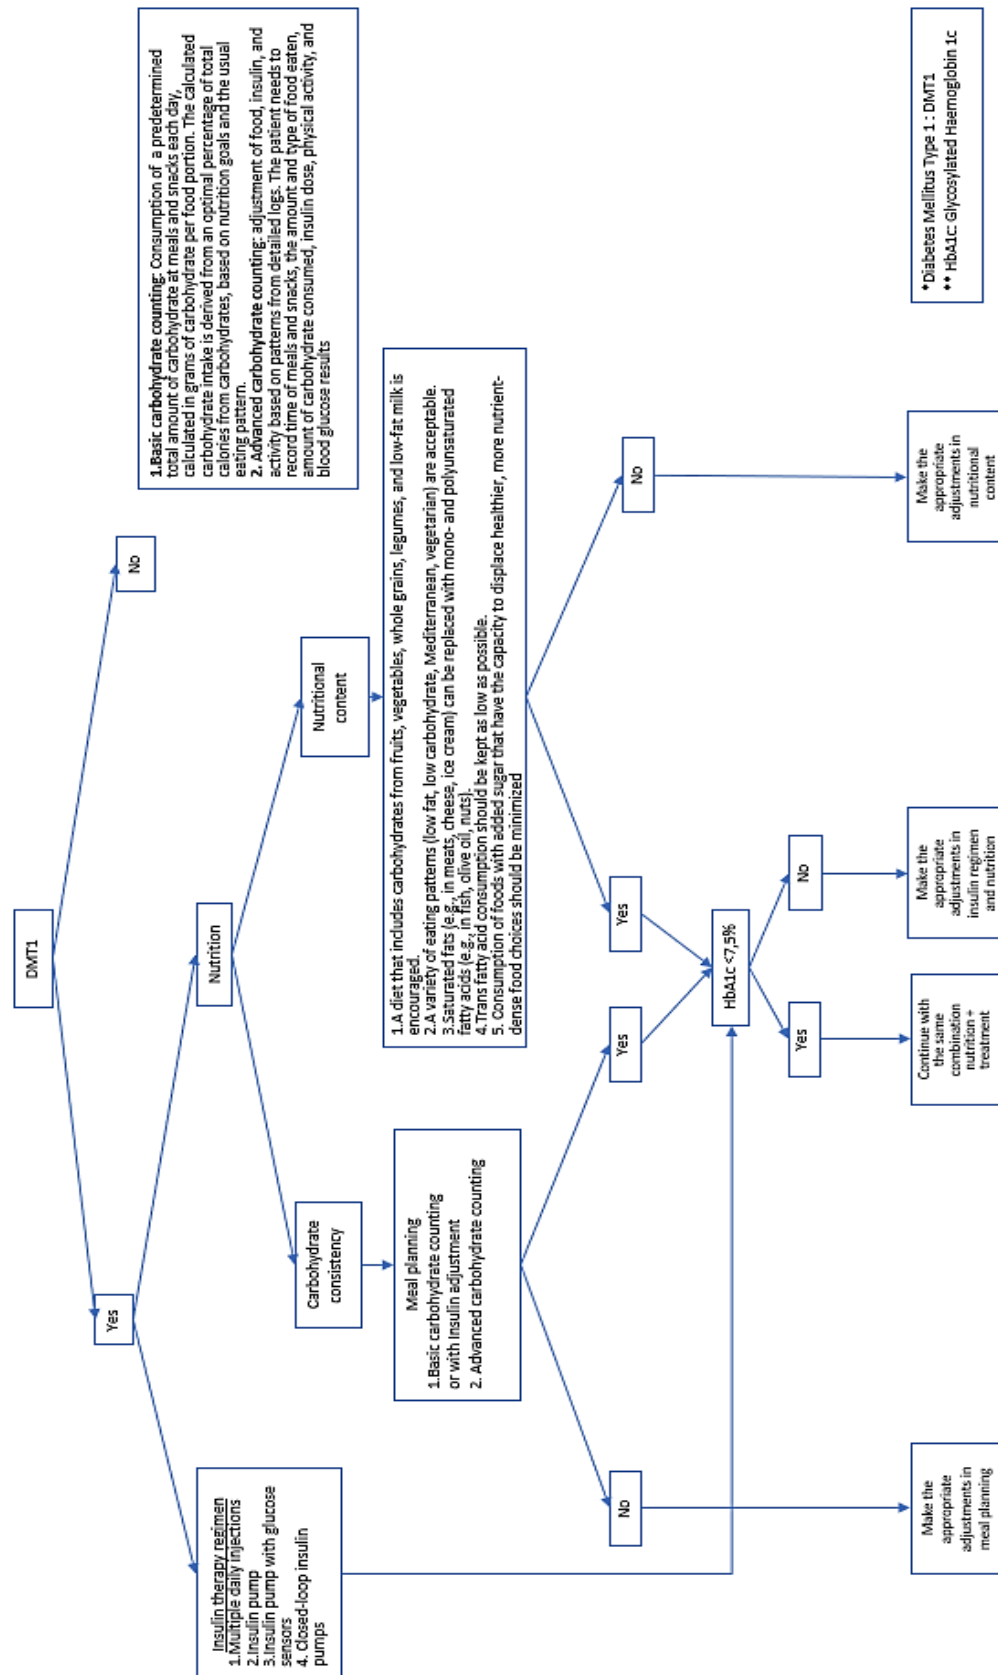 DMT1
Yes
No
1.Basic carbohydrate counting: Consumption of a predetermined
total amount of carbohydrate at meals and snacks each day,
calculated in grams of carbohydrate per food portion. The calculated
carbohydrate intake is derived from an optimal percentage of total
calories from carbohydrates, based on nutrition goals and the usual
eating pattern.
2. Advanced carbohydrate counting: adjustment of food, insulin, and
activity based on patterns from detailed logs. The patient needs to
record time of meals and snacks, the amount and type of food eaten,
amount of carbohydrate consumed, insulin dose, physical activity, and
blood glucose results
Insulin therapy regimen
1.Multiple daily injections
2.Insulin pump
3.Insulin pump with glucose
sensors
4. Closed-loop insulin
pumps
Nutrition
Carbohydrate
consistency
Nutritional
content
Meal planning
1.Basic carbohydrate counting
or with Insulin adjustment
2. Advanced carbohydrate counting
1.A diet that includes carbohydrates from fruits, vegetables, whole grains, legumes, and low-fat milk is
encouraged.
2.A variety of eating patterns (low fat, low carbohydrate, Mediterranean, vegetarian) are acceptable.
3.Saturated fats (e.g., in meats, cheese, ice cream) can be replaced with mono- and polyunsaturated
fatty acids (e.g., in fish, olive oil, nuts).
4.Trans fatty acid consumption should be kept as low as possible.
5. Consumption of foods with added sugar that have the capacity to displace healthier, more nutrient-
dense food choices should be minimized
No
Yes
Yes
No
HbA1c <7,5%
Yes
No
Make the
appropriate
adjustments in
meal planning
Continue with
the same
combination
nutrition +
treatment
Make the
appropriate
adjustments in
insulin regimen
and nutrition
Make the
appropriate
adjustments in
nutritional
content
*Diabetes Mellitus Type 1 : DMT1
** HbA1c: Glycosylated Haemoglobin 1c